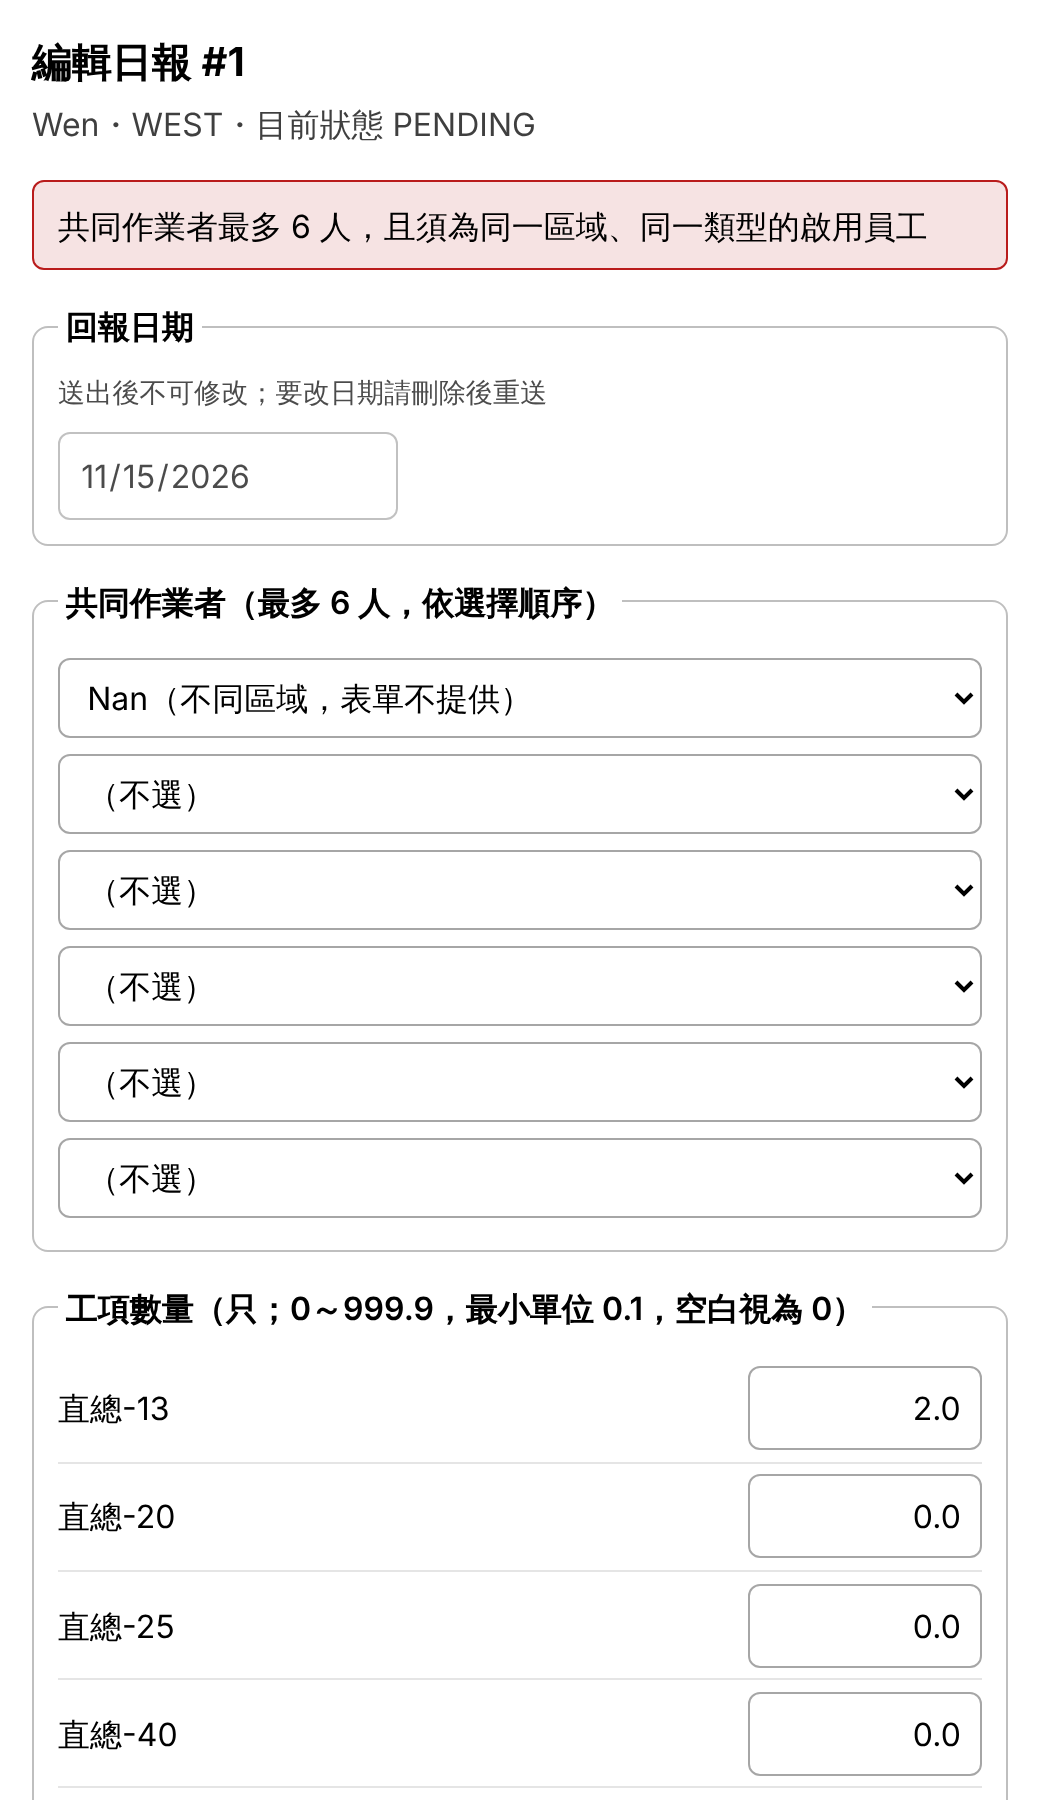 編輯日報 #1
Wen・WEST・目前狀態 PENDING
共同作業者最多 6 人，且須為同一區域、同一類型的啟用員工
回報日期
送出後不可修改；要改日期請刪除後重送
11/15/2026
共同作業者（最多 6 人，依選擇順序）
Nan（不同區域，表單不提供）
（不選）
（不選）
（不選）
（不選）
（不選）
工項數量（只；0～999.9，最小單位 0.1，空白視為 0）
直總-13 2.0
直總-20 0.0
直總-25 0.0
直總-40 0.0